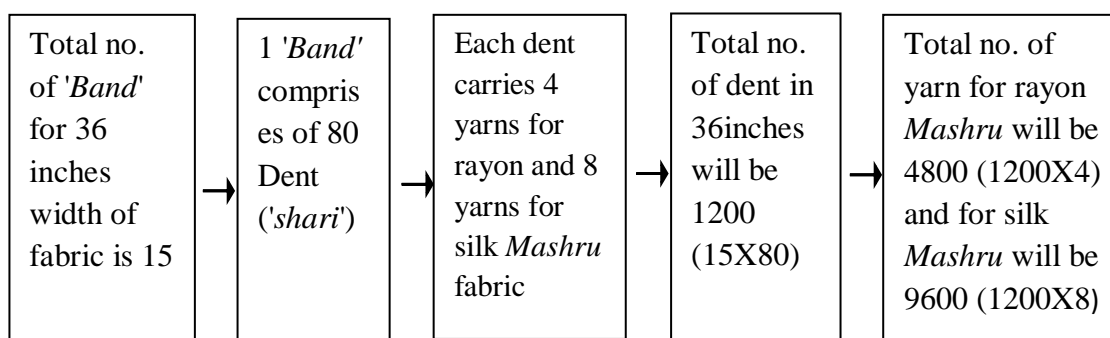 Total no.
of 'Band'
for 36
inches
width of
fabric is 15
1 'Band'
compris
es of 80
Dent
('shari')
Each dent
carries 4
yarns for
rayon and 8
yarns for
silk Mashru
fabric
Total no.
of dent in
36inches
will be
1200
(15X80)
Total no. of
yarn for rayon
Mashru will be
4800 (1200X4)
and for silk
Mashru will be
9600 (1200X8)